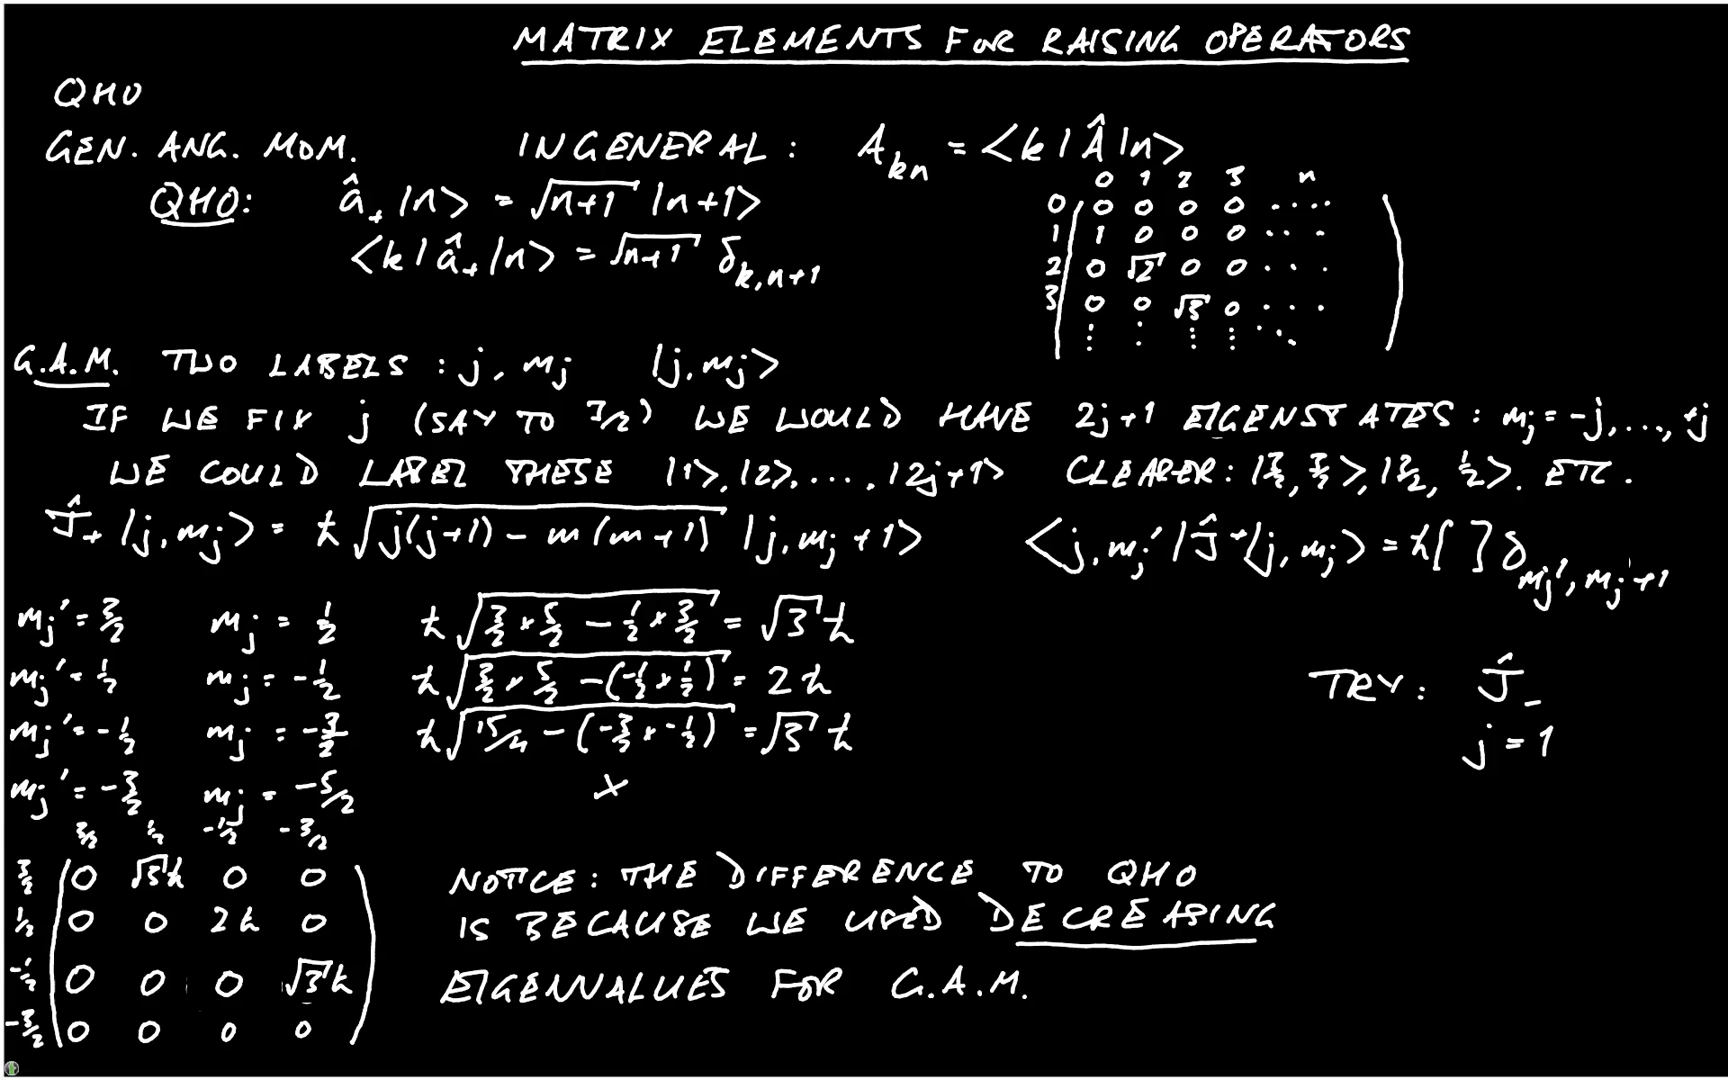 MATRIX ELEMENTS FOR RAISING OPERATORS
QHO
GEN. ANG. MOM. IN GENERAL: A_kn = <k|Â|n>
QHO: â₊|n> = √(n+1) |n+1>
<k|â₊|n> = √(n+1) δ_k,n+1
0 1 2 3 n
0 0 0 0 0 ....
1 1 0 0 0 ...
2 0 √2 0 0 ...
3 0 0 √3 0 ...
G.A.M. TWO LABELS: j, mj |j, mj>
IF WE FIX j (SAY TO 3/2) WE WOULD HAVE 2j+1 EIGENSTATES: mj = -j, ..., +j
WE COULD LABEL THESE |1>, |2>, ..., |2j+1> CLEARER: |3/2, 3/2>, |3/2, 1/2>. ETC.
Ĵ₊ |j, mj> = ħ √(j(j+1) - m(m+1)) |j, mj+1> <j, mj'|Ĵ+|j, mj> = ħ[ ] δ_mj', mj+1
mj' = 3/2 mj = 1/2 ħ√(3/2 × 5/2 - 1/2 × 3/2) = √3 ħ
mj' = 1/2 mj = -1/2 ħ√(3/2 × 5/2 - (-1/2 × 1/2)) = 2ħ
mj' = -1/2 mj = -3/2 ħ√(15/4 - (-3/2 × -1/2)) = √3 ħ
mj' = -3/2 mj = -5/2 ×
TRY: Ĵ₋
j = 1
3/2 1/2 -1/2 -3/2
3/2 0 √3ħ 0 0
1/2 0 0 2ħ 0
-1/2 0 0 0 √3ħ
-3/2 0 0 0 0
NOTICE: THE DIFFERENCE TO QHO
IS BECAUSE WE USED DECREASING
EIGENVALUES FOR G.A.M.